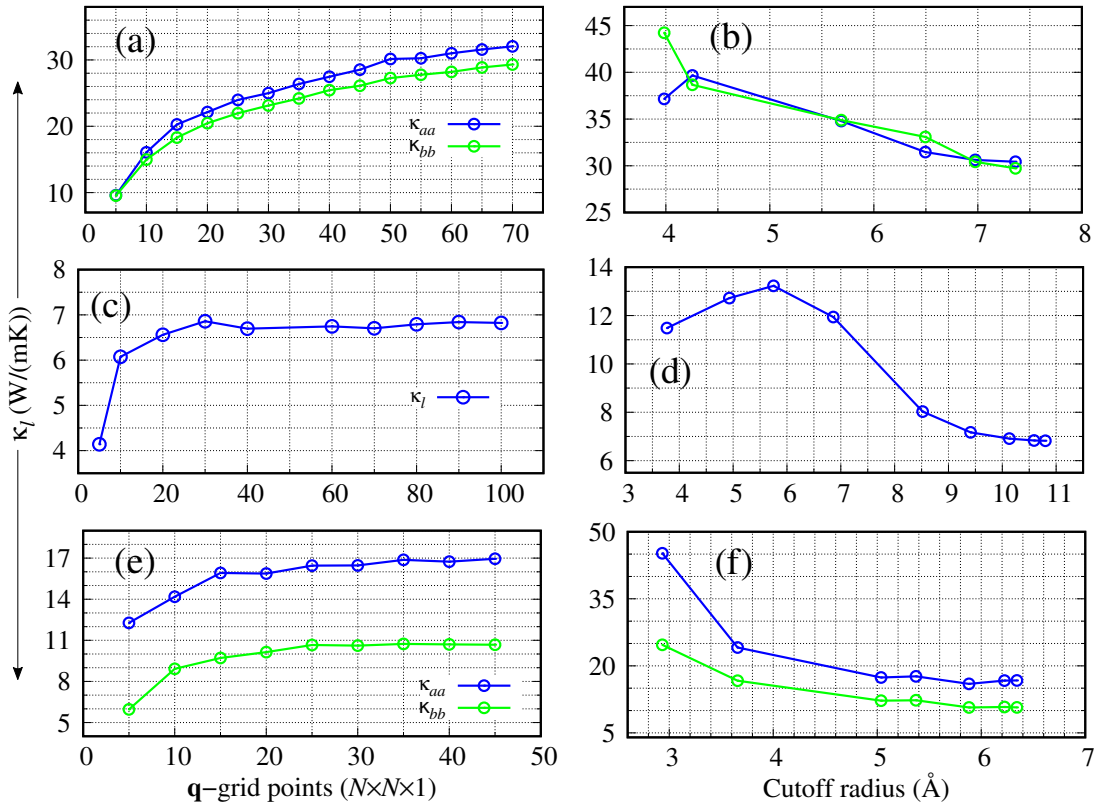 (a)
30
20
10
κaa
κbb
0 10 20 30 40 50 60 70
(b)
50
45
40
35
30
25
4 5 6 7 8
κl (W/(mK))
(c)
8
7
6
5
4
κl
0 20 40 60 80 100
(d)
14
12
10
8
6
3 4 5 6 7 8 9 10 11
(e)
17
14
11
8
5
κaa
κbb
0 10 20 30 40 50
q−grid points (N×N×1)
(f)
50
35
20
5
3 4 5 6 7
Cutoff radius (Å)